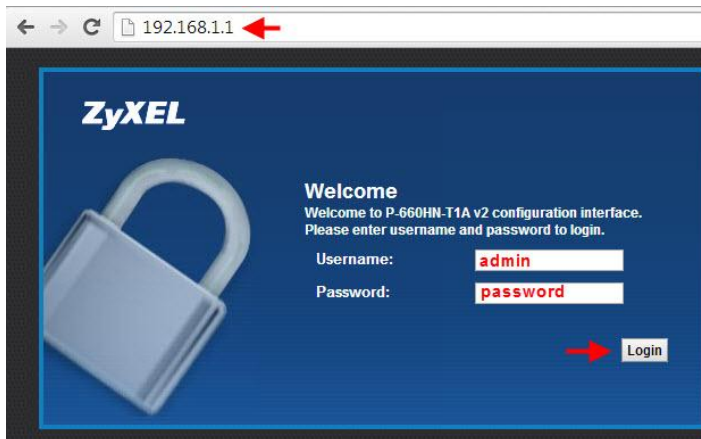 192.168.1.1
ZyXEL
Welcome
Welcome to P-660HN-T1A v2 configuration interface.
Please enter username and password to login.
Username: admin
Password: password
Login